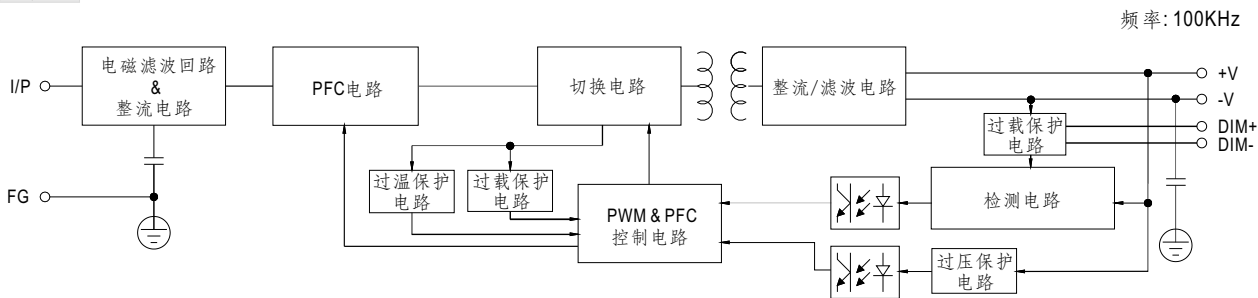 频率: 100KHz
I/P
电磁滤波回路
&
整流电路
PFC电路
切换电路
整流/滤波电路
+V
-V
DIM+
DIM-
过载保护
电路
过温保护
电路
过载保护
电路
FG
PWM & PFC
控制电路
检测电路
过压保护
电路